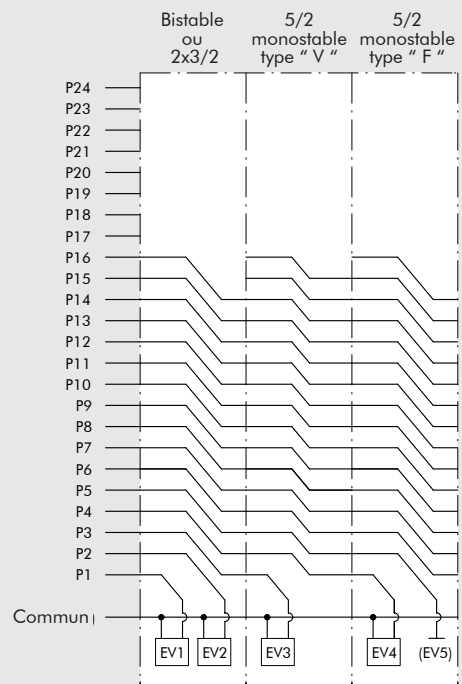 Bistable
ou
2x3/2
5/2
monostable
type " V "
5/2
monostable
type " F "
P24
P23
P22
P21
P20
P19
P18
P17
P16
P15
P14
P13
P12
P11
P10
P9
P8
P7
P6
P5
P4
P3
P2
P1
Commun
EV1
EV2
EV3
EV4
(EV5)